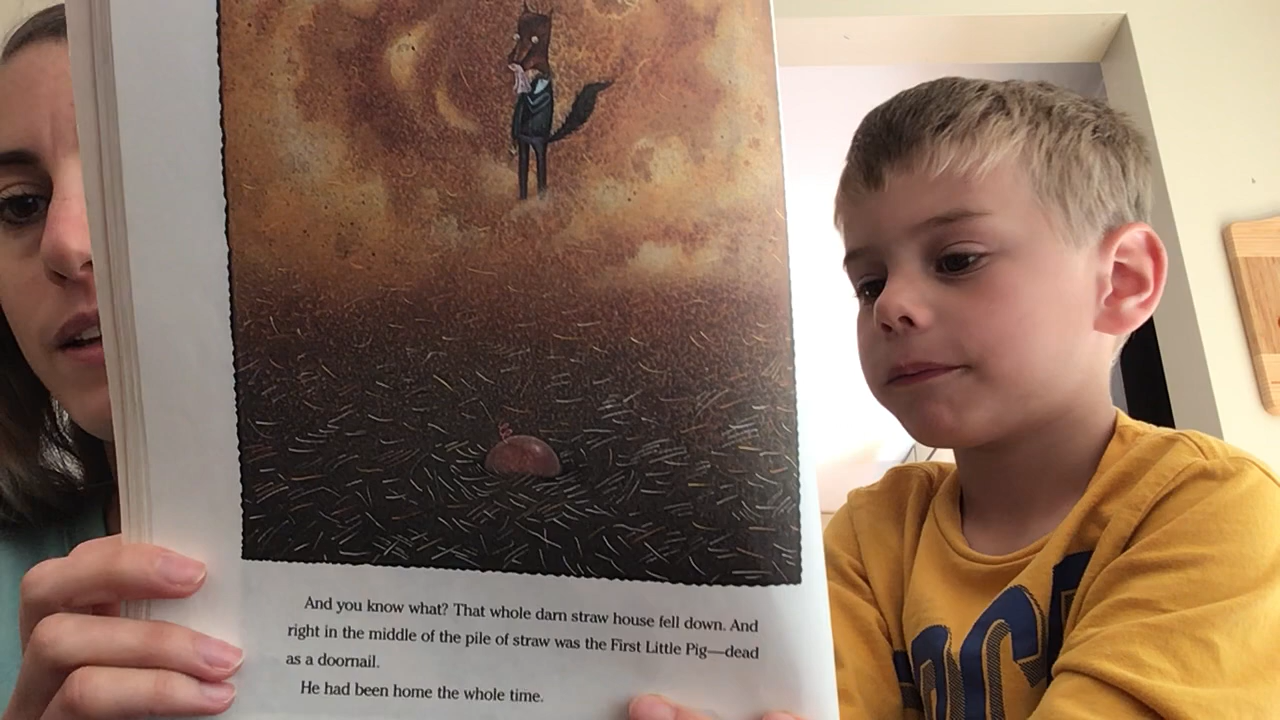 And you know what? That whole darn straw house fell down. And
right in the middle of the pile of straw was the First Little Pig—dead
as a doornail.
He had been home the whole time.